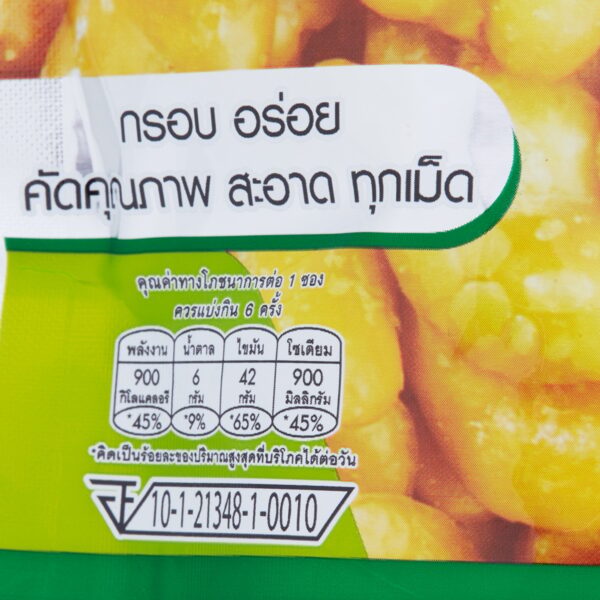 กรอบ อร่อย
คัดคุณภาพ สะอาด ทุกเม็ด
คุณค่าทางโภชนาการต่อ 1 ซอง
ควรแบ่งกิน 6 ครั้ง
พลังงาน น้ำตาล ไขมัน โซเดียม
900 6 42 900
กิโลแคลอรี กรัม กรัม มิลลิกรัม
*45% *9% *65% *45%
*คิดเป็นร้อยละของปริมาณสูงสุดที่บริโภคได้ต่อวัน
10-1-21348-1-0010